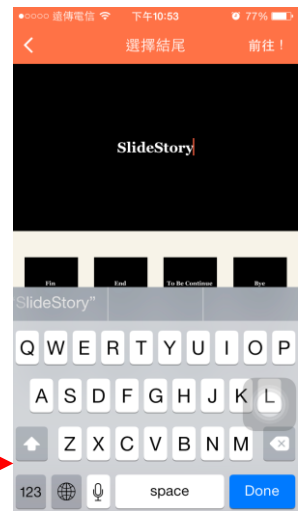 ●○○○○ 遠傳電信 下午10:53 77%
選擇結尾 前往！
SlideStory
Fin End To Be Continue Bye
SlideStory”
Q W E R T Y U I O P
A S D F G H J K L
Z X C V B N M
123 space Done